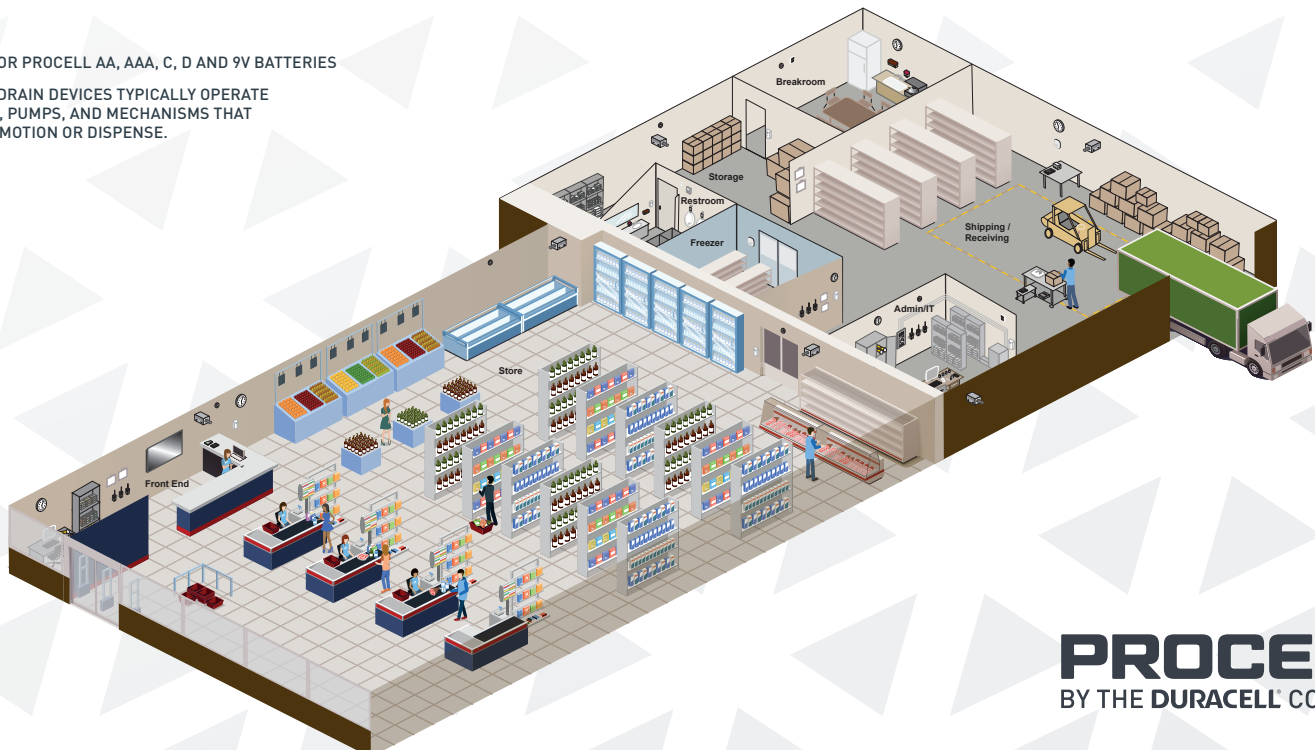 OR PROCELL AA, AAA, C, D AND 9V BATTERIES
DRAIN DEVICES TYPICALLY OPERATE
, PUMPS, AND MECHANISMS THAT
MOTION OR DISPENSE.
Breakroom
Storage
Restroom
Shipping /
Receiving
Freezer
Admin/IT
Store
Front End
PROCE
BY THE DURACELL® CO